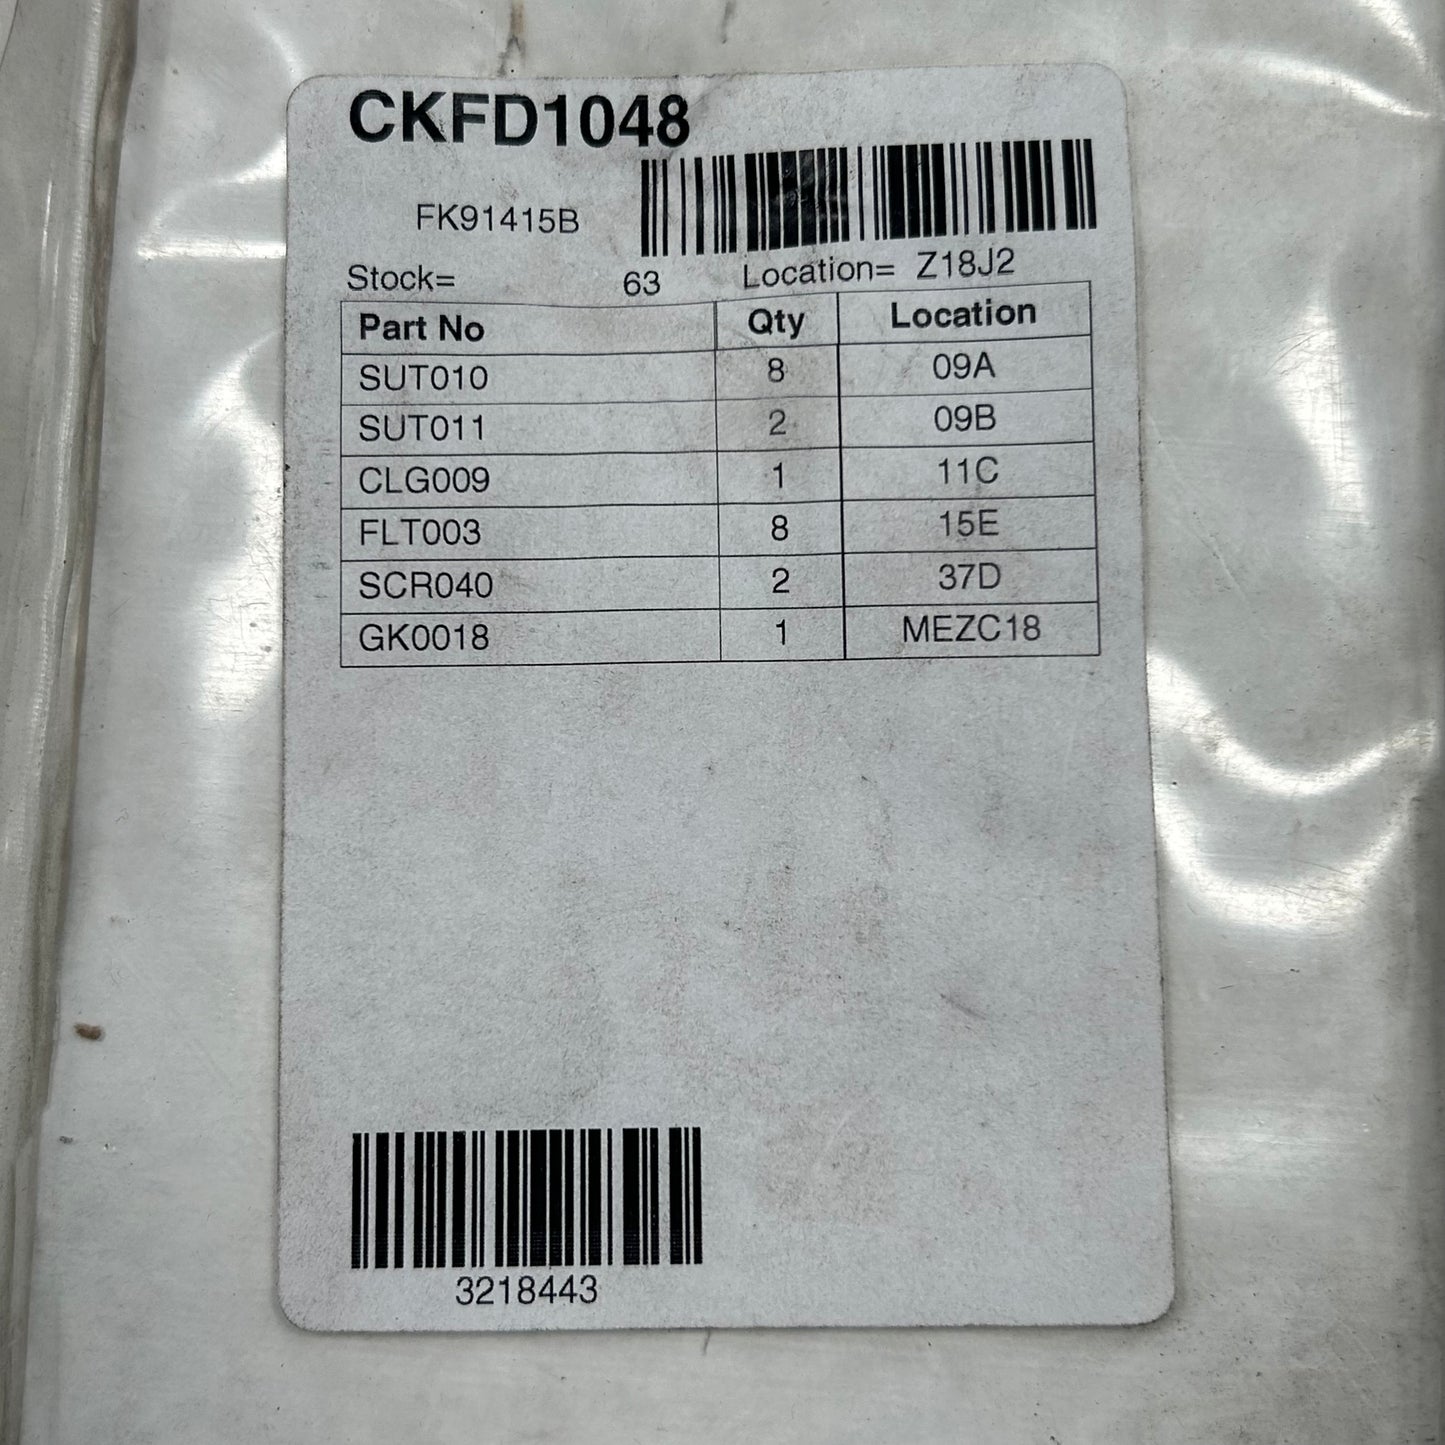 CKFD1048
FK91415B
Stock= 63 Location= Z18J2
Part No Qty Location
SUT010 8 09A
SUT011 2 09B
CLG009 1 11C
FLT003 8 15E
SCR040 2 37D
GK0018 1 MEZC18
3218443